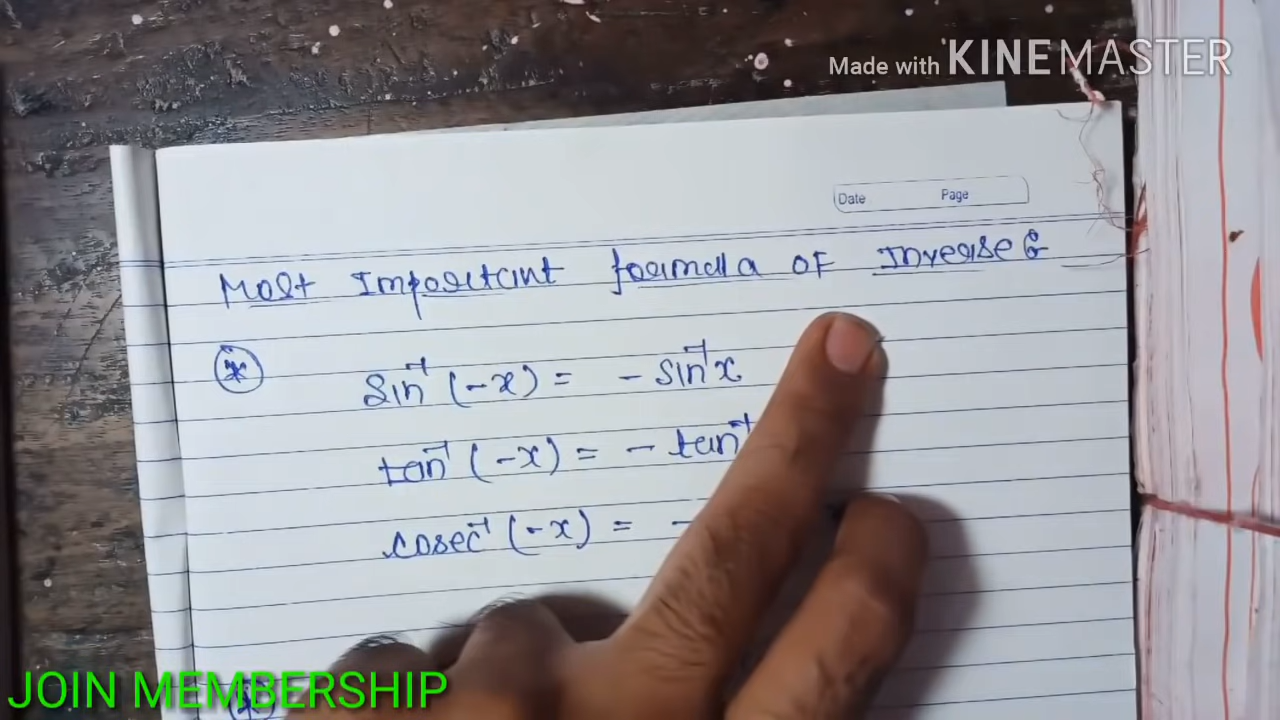 Made with KINEMASTER
Date Page
Most Important formula of Inverse
* sin⁻¹ (-x) = - sin⁻¹ x
tan⁻¹ (-x) = - tan⁻¹
cosec⁻¹ (-x) = -
JOIN MEMBERSHIP